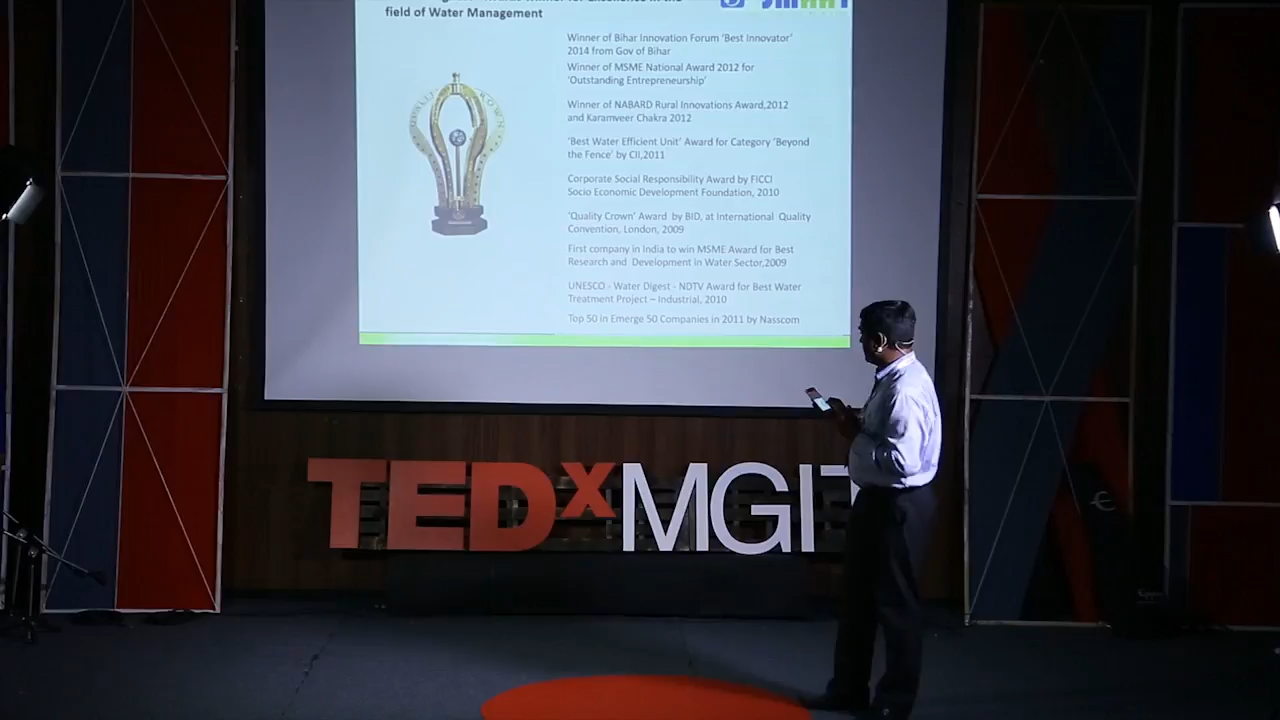 field of Water Management
Winner of Bihar Innovation Forum 'Best Innovator'
2014 from Gov of Bihar
Winner of MSME National Award 2012 for
'Outstanding Entrepreneurship'
Winner of NABARD Rural Innovations Award,2012
and Karamveer Chakra 2012
'Best Water Efficient Unit' Award for Category 'Beyond
the Fence' by CII,2011
Corporate Social Responsibility Award by FICCI
Socio Economic Development Foundation, 2010
'Quality Crown' Award by BID, at International Quality
Convention, London, 2009
First company in India to win MSME Award for Best
Research and Development in Water Sector,2009
UNESCO - Water Digest - NDTV Award for Best Water
Treatment Project – Industrial, 2010
Top 50 in Emerge 50 Companies in 2011 by Nasscom
TEDxMGIT